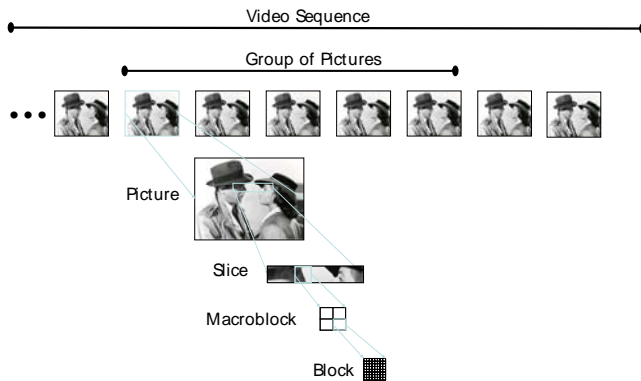 Video Sequence
Group of Pictures
Picture
Slice
Macroblock
Block